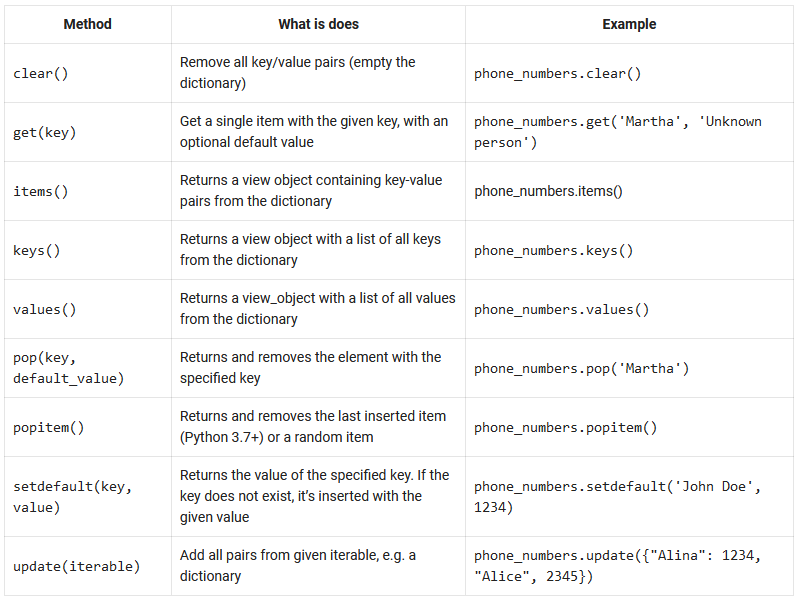 Method What is does Example
clear() Remove all key/value pairs (empty the
dictionary) phone_numbers.clear()
get(key) Get a single item with the given key, with an
optional default value phone_numbers.get('Martha', 'Unknown
person')
items() Returns a view object containing key-value
pairs from the dictionary phone_numbers.items()
keys() Returns a view object with a list of all keys
from the dictionary phone_numbers.keys()
values() Returns a view_object with a list of all values
from the dictionary phone_numbers.values()
pop(key,
default_value) Returns and removes the element with the
specified key phone_numbers.pop('Martha')
popitem() Returns and removes the last inserted item
(Python 3.7+) or a random item phone_numbers.popitem()
setdefault(key,
value) Returns the value of the specified key. If the
key does not exist, it’s inserted with the
given value phone_numbers.setdefault('John Doe',
1234)
update(iterable) Add all pairs from given iterable, e.g. a
dictionary phone_numbers.update({"Alina": 1234,
"Alice", 2345})